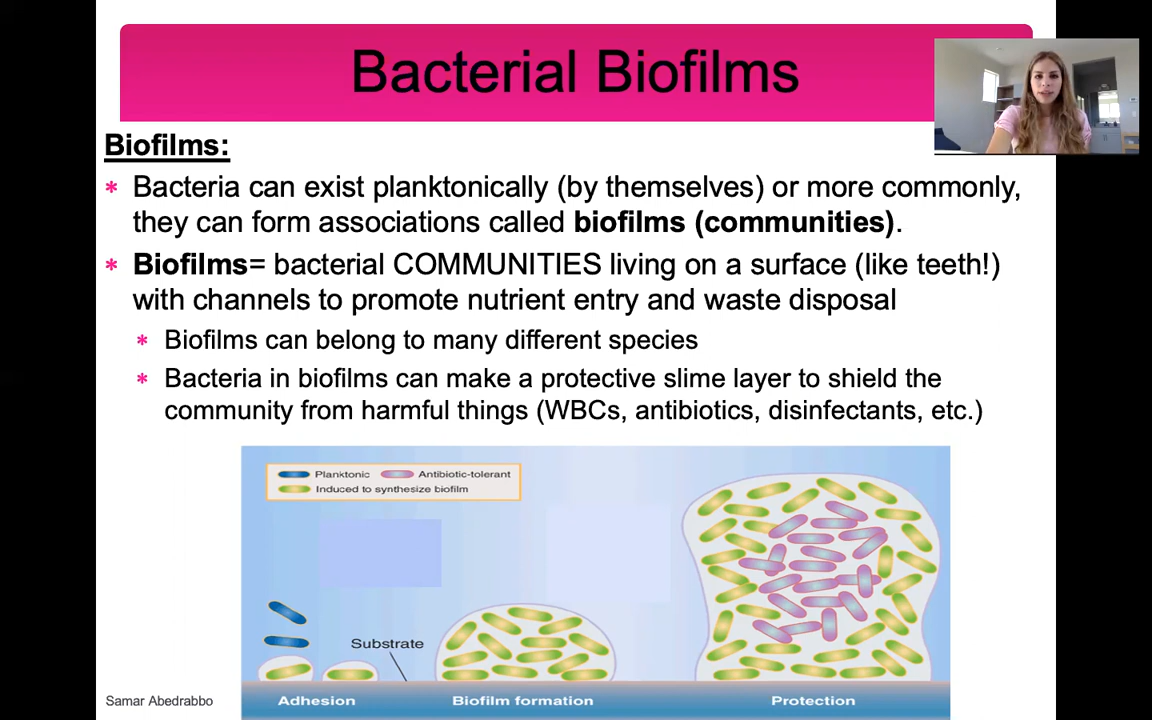 Bacterial Biofilms
Biofilms:
* Bacteria can exist planktonically (by themselves) or more commonly,
they can form associations called biofilms (communities).
* Biofilms= bacterial COMMUNITIES living on a surface (like teeth!)
with channels to promote nutrient entry and waste disposal
* Biofilms can belong to many different species
* Bacteria in biofilms can make a protective slime layer to shield the
community from harmful things (WBCs, antibiotics, disinfectants, etc.)
Planktonic Antibiotic-tolerant
Induced to synthesize biofilm
Substrate
Adhesion Biofilm formation Protection
Samar Abedrabbo